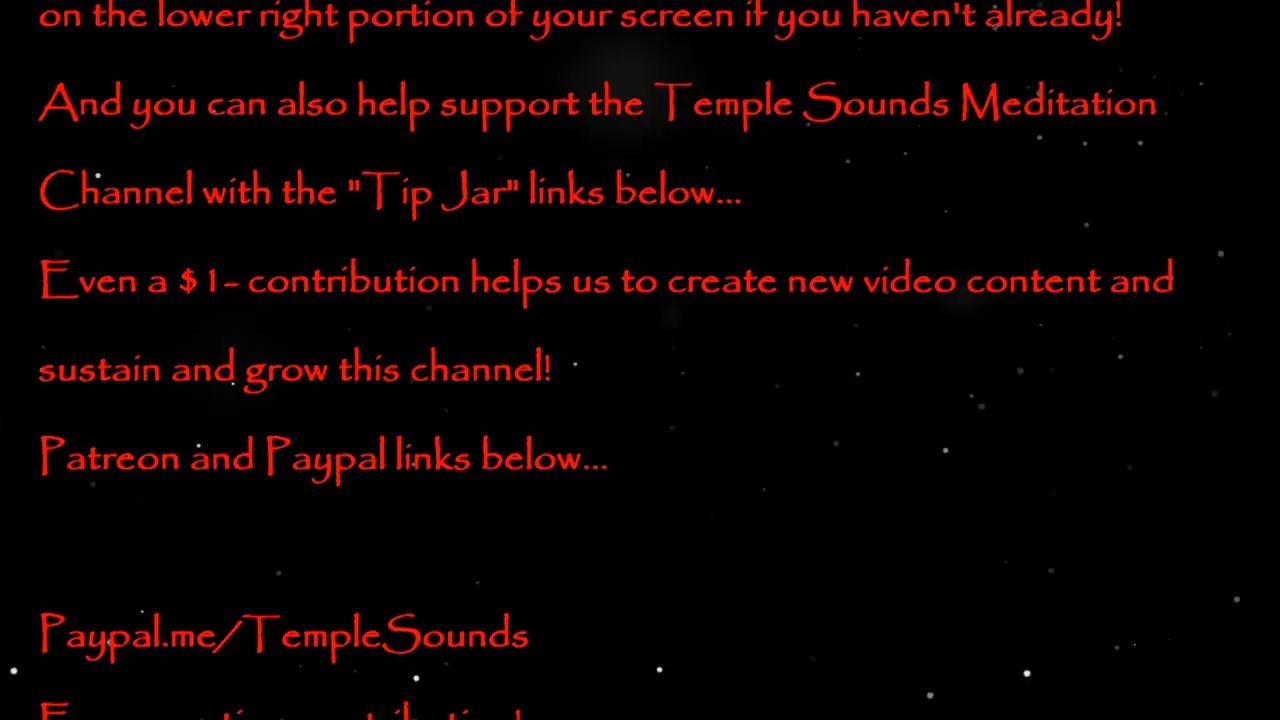 on the lower right portion of your screen if you haven't already!
And you can also help support the Temple Sounds Meditation
Channel with the "Tip Jar" links below...
Even a $1- contribution helps us to create new video content and
sustain and grow this channel!
Patreon and Paypal links below...
Paypal.me/TempleSounds